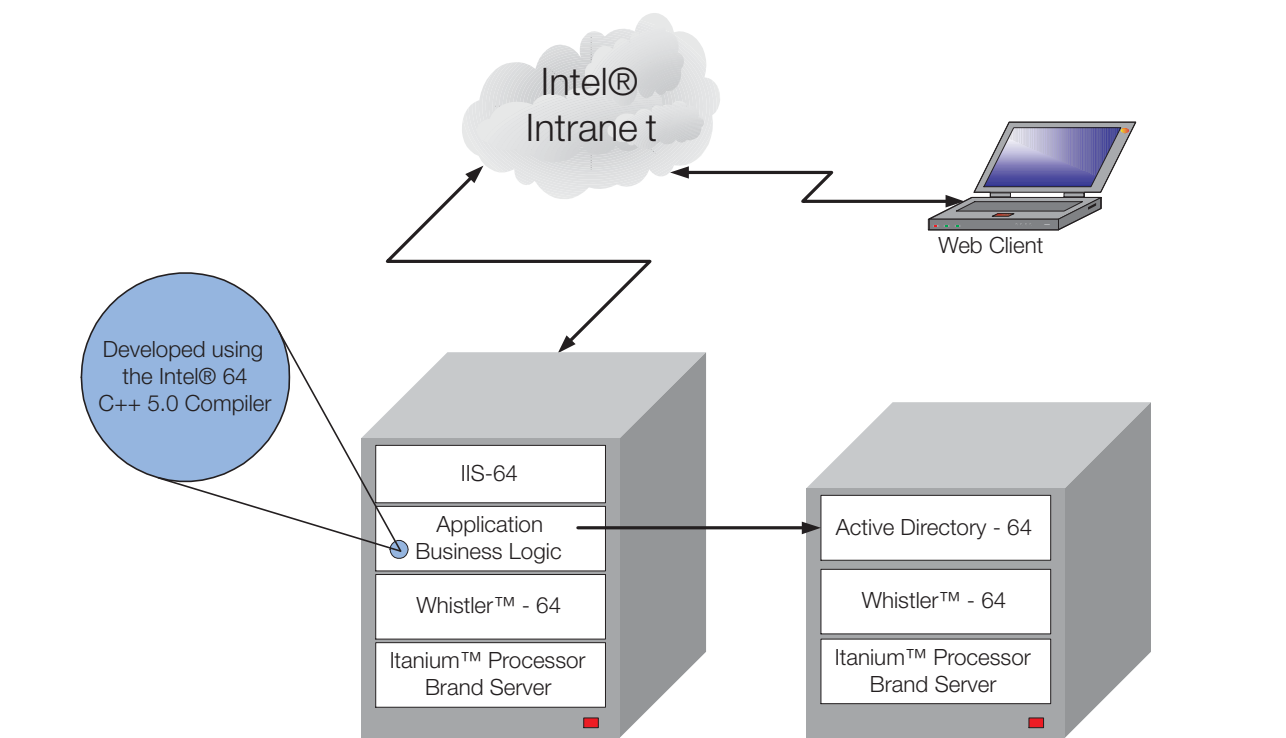 Intel®
Intrane t
Web Client
Developed using
the Intel® 64
C++ 5.0 Compiler
IIS-64
Application
Business Logic
Whistler™ - 64
Itanium™ Processor
Brand Server
Active Directory - 64
Whistler™ - 64
Itanium™ Processor
Brand Server